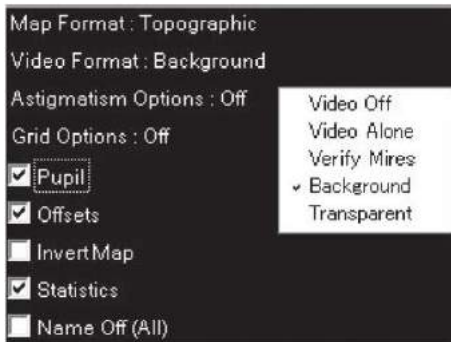 Map Format : Topographic
Video Format : Background
Astigmatism Options : Off
Grid Options : Off
Pupil
Offsets
Invert Map
Statistics
Name Off (All)
Video Off
Video Alone
Verify Mires
Background
Transparent